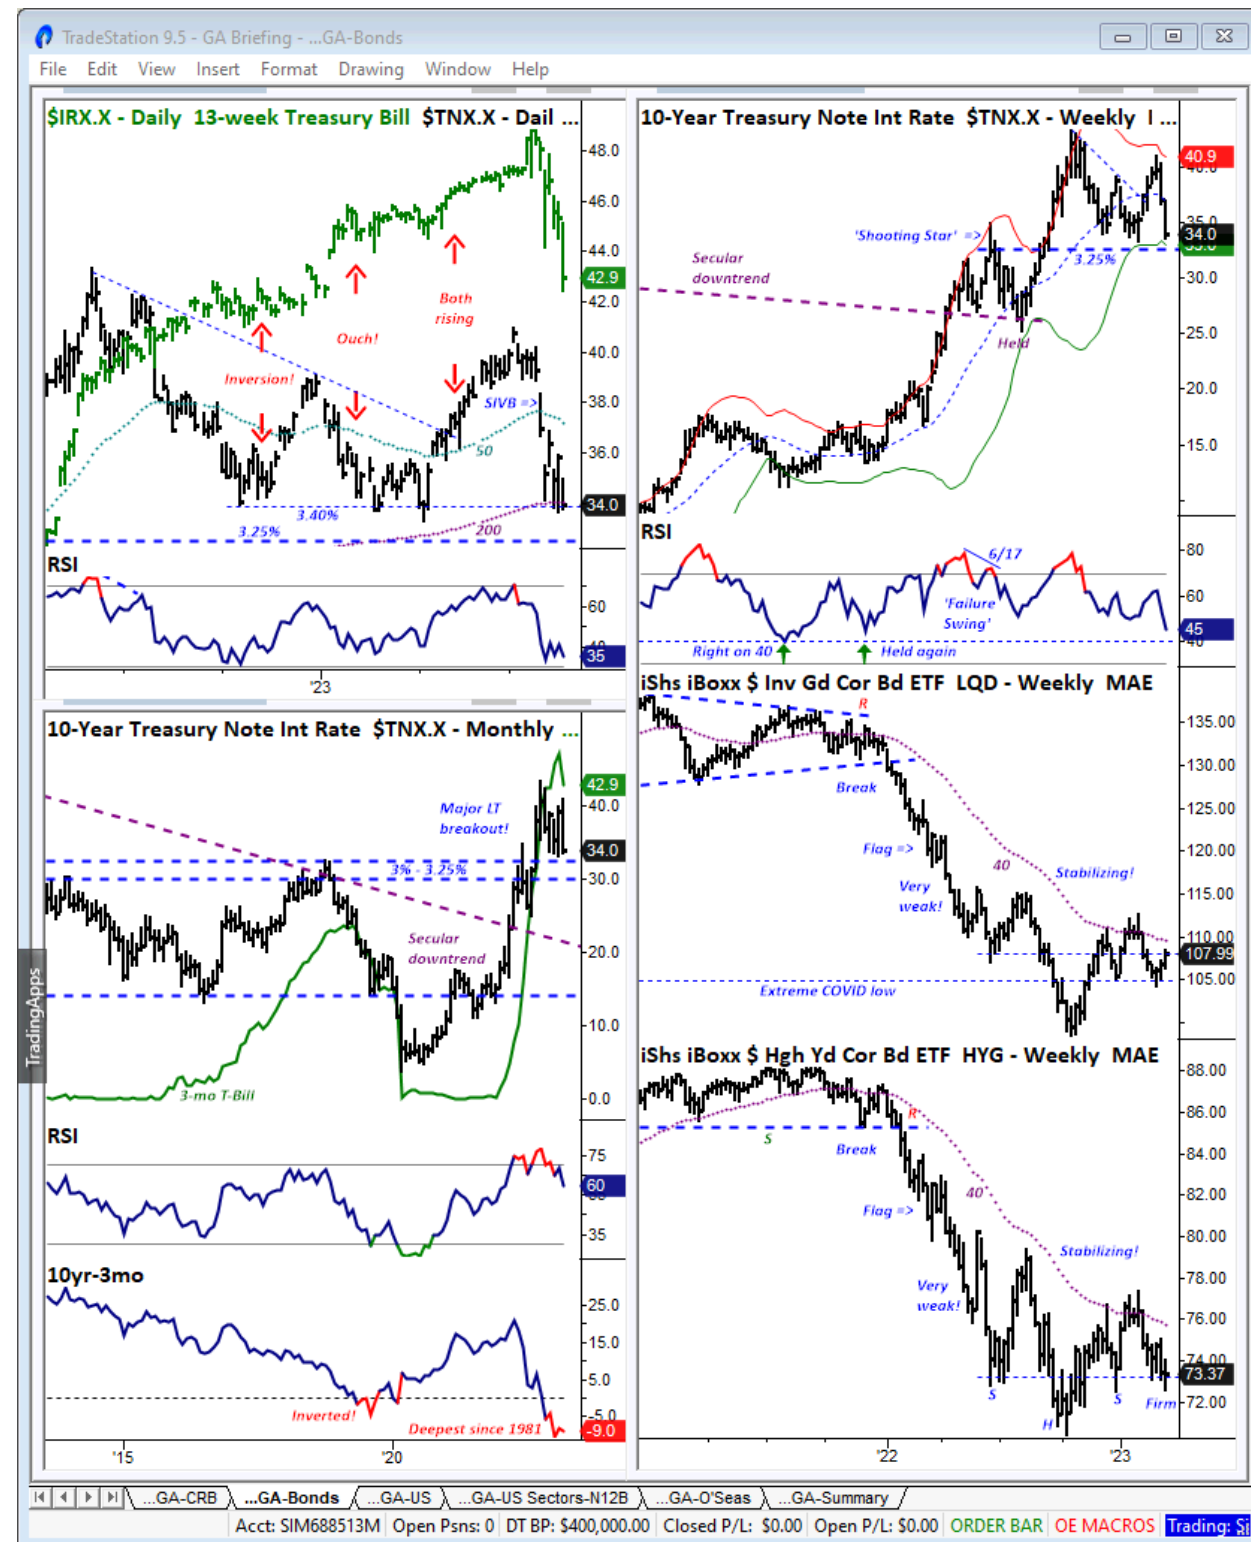 TradeStation 9.5 - GA Briefing - ...GA-Bonds
File Edit View Insert Format Drawing Window Help
$IRX.X - Daily 13-week Treasury Bill $TNX.X - Dail ...
48.0
46.0
44.0
42.9
42.0
40.0
38.0
36.0
34.0
Both
rising
Ouch!
Inversion!
SIVB =>
50
3.40%
3.25%
200
RSI
60
35
'23
10-Year Treasury Note Int Rate $TNX.X - Monthly ...
42.9
40.0
34.0
30.0
20.0
10.0
0.0
Major LT
breakout!
3% - 3.25%
Secular
downtrend
3-mo T-Bill
RSI
75
60
35
10yr-3mo
25.0
15.0
5.0
-5.0
-9.0
Inverted!
Deepest since 1981
'15
'20
10-Year Treasury Note Int Rate $TNX.X - Weekly I ...
40.9
35.0
34.0
30.0
25.0
20.0
15.0
'Shooting Star' =>
3.25%
Secular
downtrend
Held
RSI
80
60
45
40
6/17
'Failure
Swing'
Right on 40
Held again
iShs iBoxx $ Inv Gd Cor Bd ETF LQD - Weekly MAE
135.00
130.00
125.00
120.00
115.00
110.00
107.99
105.00
R
Break
Flag =>
40
Very
weak!
Stabilizing!
Extreme COVID low
iShs iBoxx $ Hgh Yd Cor Bd ETF HYG - Weekly MAE
88.00
86.00
84.00
82.00
80.00
78.00
76.00
74.00
73.37
72.00
R
S
Break
40
Flag =>
Stabilizing!
Very
weak!
S
H
S
Firm
'22
'23
TradingApps
...GA-CRB ...GA-Bonds ...GA-US ...GA-US Sectors-N12B ...GA-O'Seas ...GA-Summary
Acct: SIM688513M Open Psns: 0 DT BP: $400,000.00 Closed P/L: $0.00 Open P/L: $0.00 ORDER BAR OE MACROS Trading: